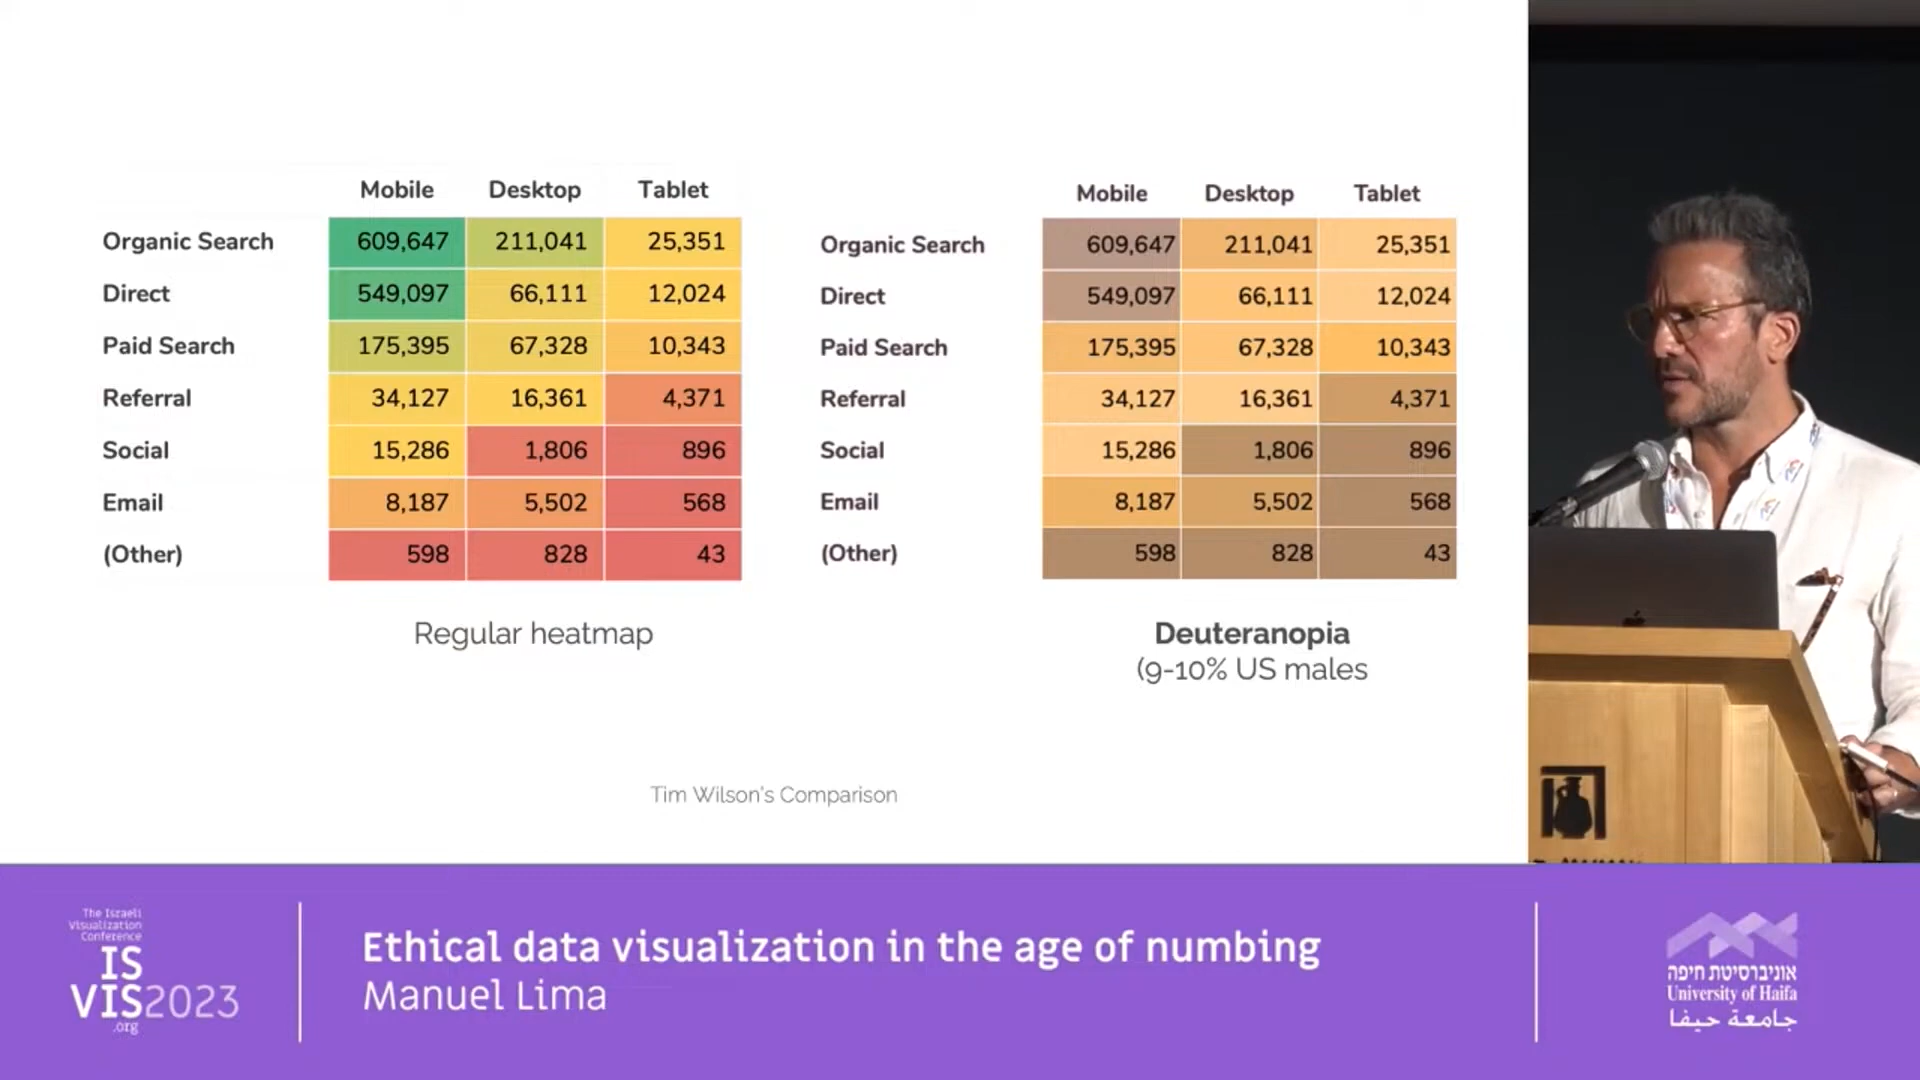 Mobile Desktop Tablet
Organic Search 609,647 211,041 25,351
Direct 549,097 66,111 12,024
Paid Search 175,395 67,328 10,343
Referral 34,127 16,361 4,371
Social 15,286 1,806 896
Email 8,187 5,502 568
(Other) 598 828 43
Regular heatmap
Mobile Desktop Tablet
Organic Search 609,647 211,041 25,351
Direct 549,097 66,111 12,024
Paid Search 175,395 67,328 10,343
Referral 34,127 16,361 4,371
Social 15,286 1,806 896
Email 8,187 5,502 568
(Other) 598 828 43
Deuteranopia
(9-10% US males
Tim Wilson's Comparison
The Israeli
Visualization
Conference
IS
VIS2023
.org
Ethical data visualization in the age of numbing
Manuel Lima
אוניברסיטת חיפה
University of Haifa
جامعة حيفا